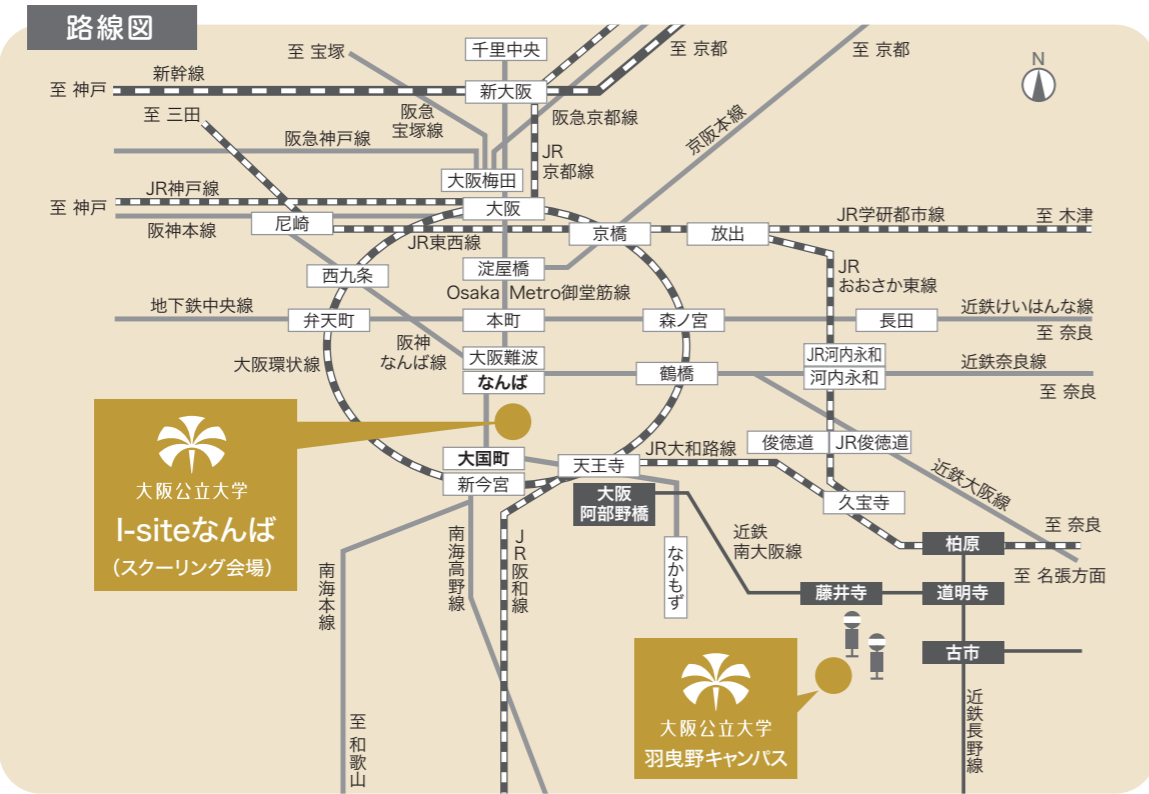 路線図
至 宝塚
千里中央
至 京都
至 京都
N
新幹線
至 神戸
新大阪
至 三田
阪急
宝塚線
阪急京都線
京阪本線
阪急神戸線
JR
京都線
大阪梅田
JR神戸線
至 神戸
大阪
阪神本線
尼崎
JR東西線
京橋
放出
JR学研都市線
至 木津
西九条
淀屋橋
JR
おおさか東線
Osaka Metro御堂筋線
地下鉄中央線
弁天町
本町
森ノ宮
長田
近鉄けいはんな線
至 奈良
阪神
なんば線
大阪難波
JR河内永和
大阪環状線
なんば
鶴橋
河内永和
近鉄奈良線
至 奈良
大阪公立大学
I-siteなんば
(スクーリング会場)
大国町
新今宮
天王寺
JR大和路線
俊徳道
JR俊徳道
近鉄大阪線
大阪
阿部野橋
久宝寺
至 奈良
近鉄
南大阪線
柏原
至 名張方面
南海本線
南海高野線
JR阪和線
なかもず
藤井寺
道明寺
古市
大阪公立大学
羽曳野キャンパス
至 和歌山
近鉄長野線